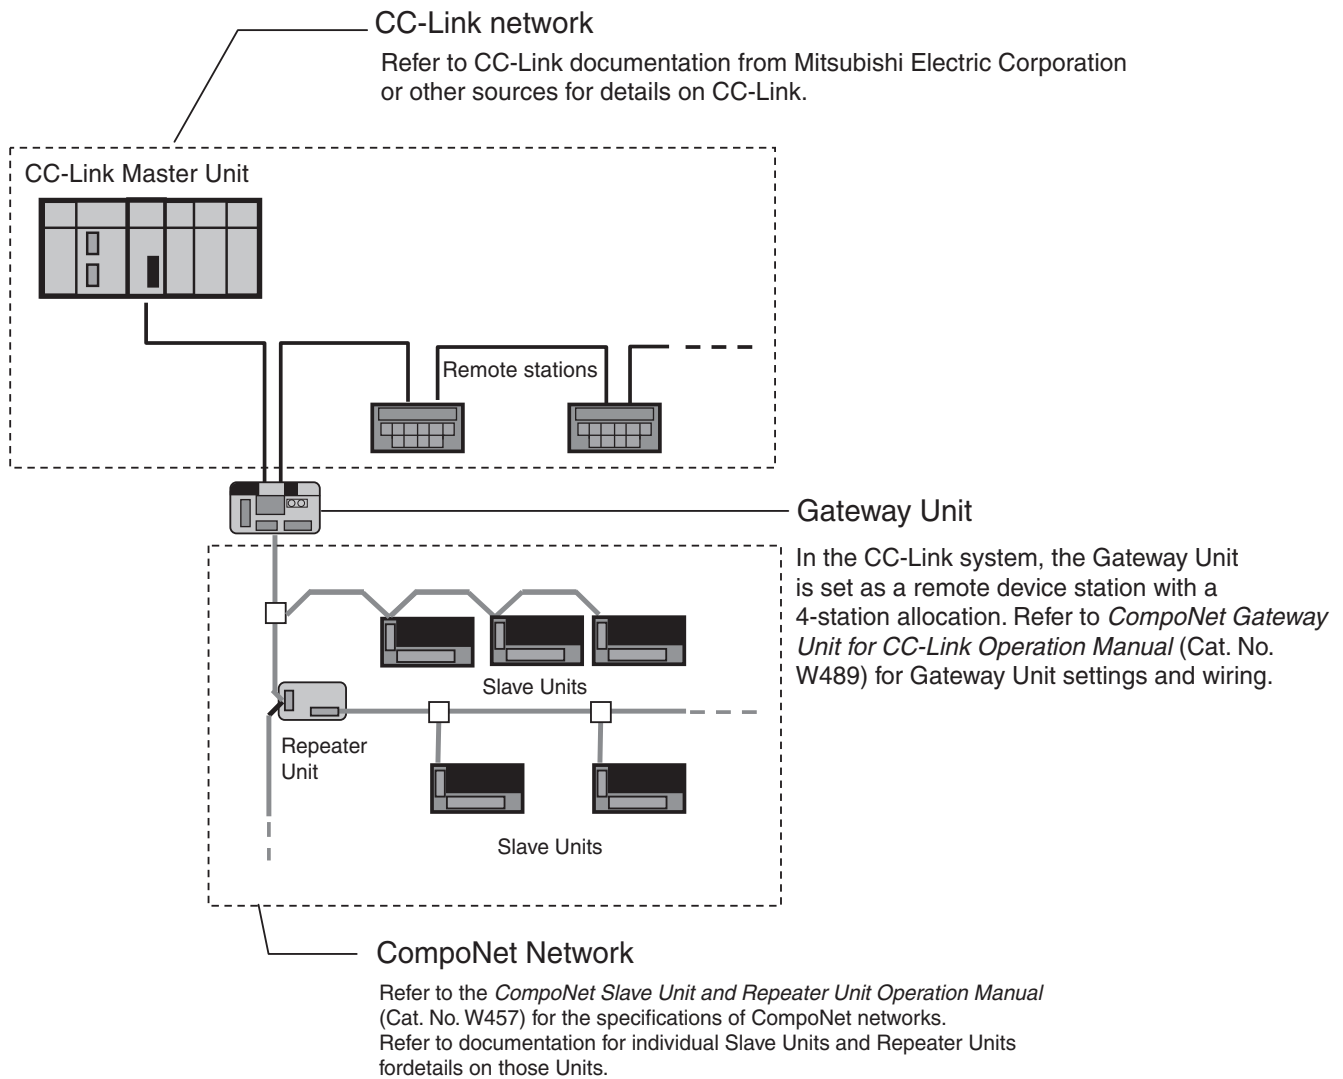 CC-Link network
Refer to CC-Link documentation from Mitsubishi Electric Corporation
or other sources for details on CC-Link.
CC-Link Master Unit
Remote stations
Gateway Unit
In the CC-Link system, the Gateway Unit
is set as a remote device station with a
4-station allocation. Refer to CompoNet Gateway
Unit for CC-Link Operation Manual (Cat. No.
W489) for Gateway Unit settings and wiring.
Slave Units
Repeater
Unit
Slave Units
CompoNet Network
Refer to the CompoNet Slave Unit and Repeater Unit Operation Manual
(Cat. No. W457) for the specifications of CompoNet networks.
Refer to documentation for individual Slave Units and Repeater Units
fordetails on those Units.